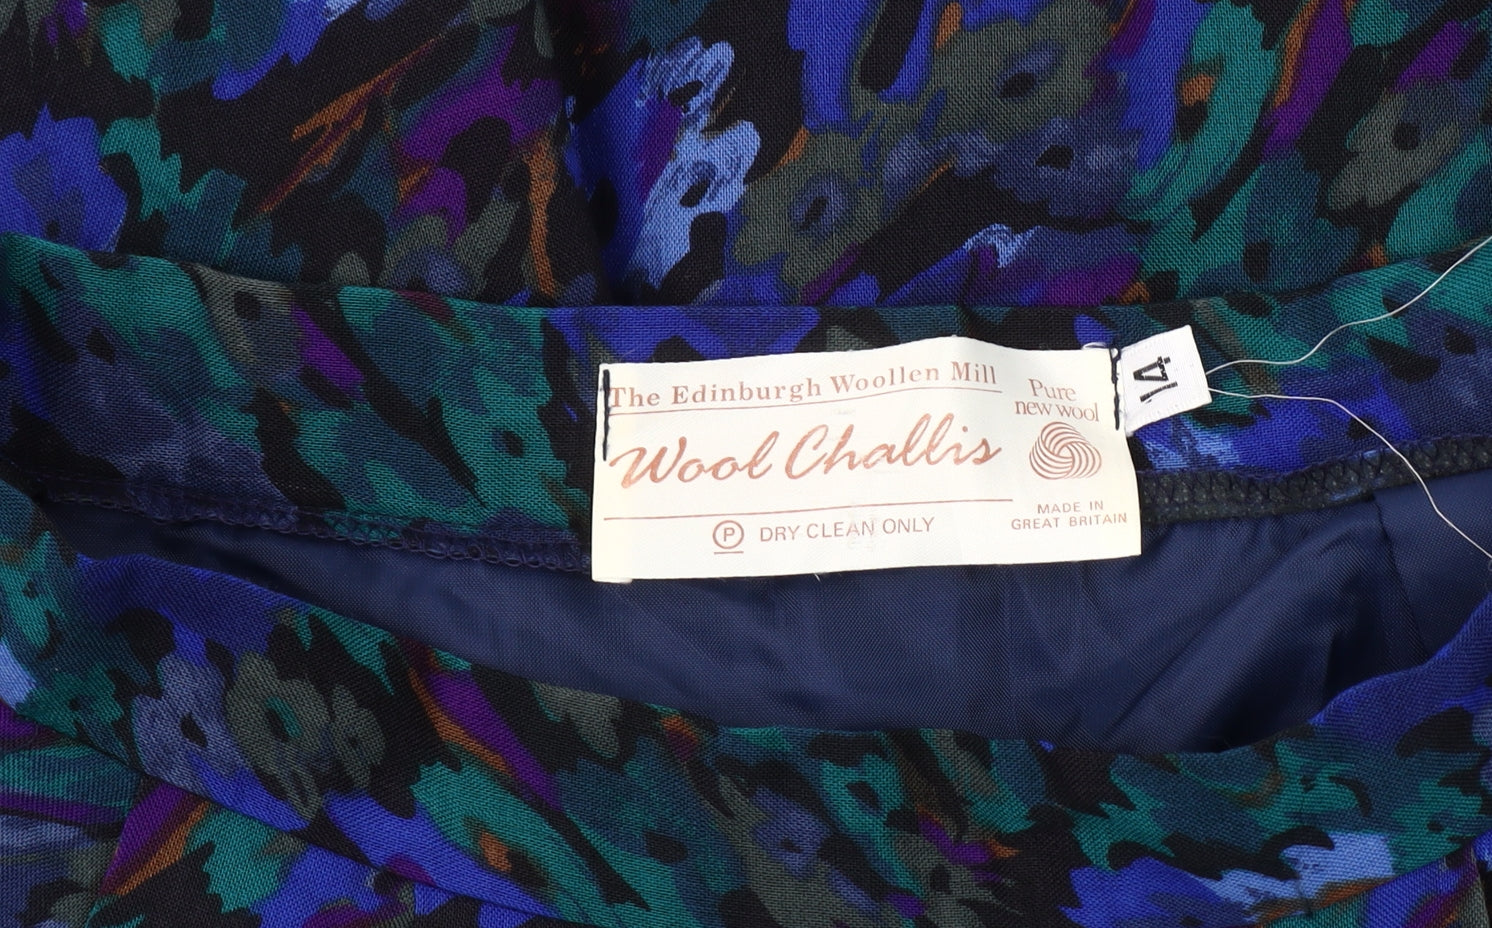 The Edinburgh Woollen Mill
Wool Challis
Pure
new wool
P
DRY CLEAN ONLY
MADE IN
GREAT BRITAIN
14